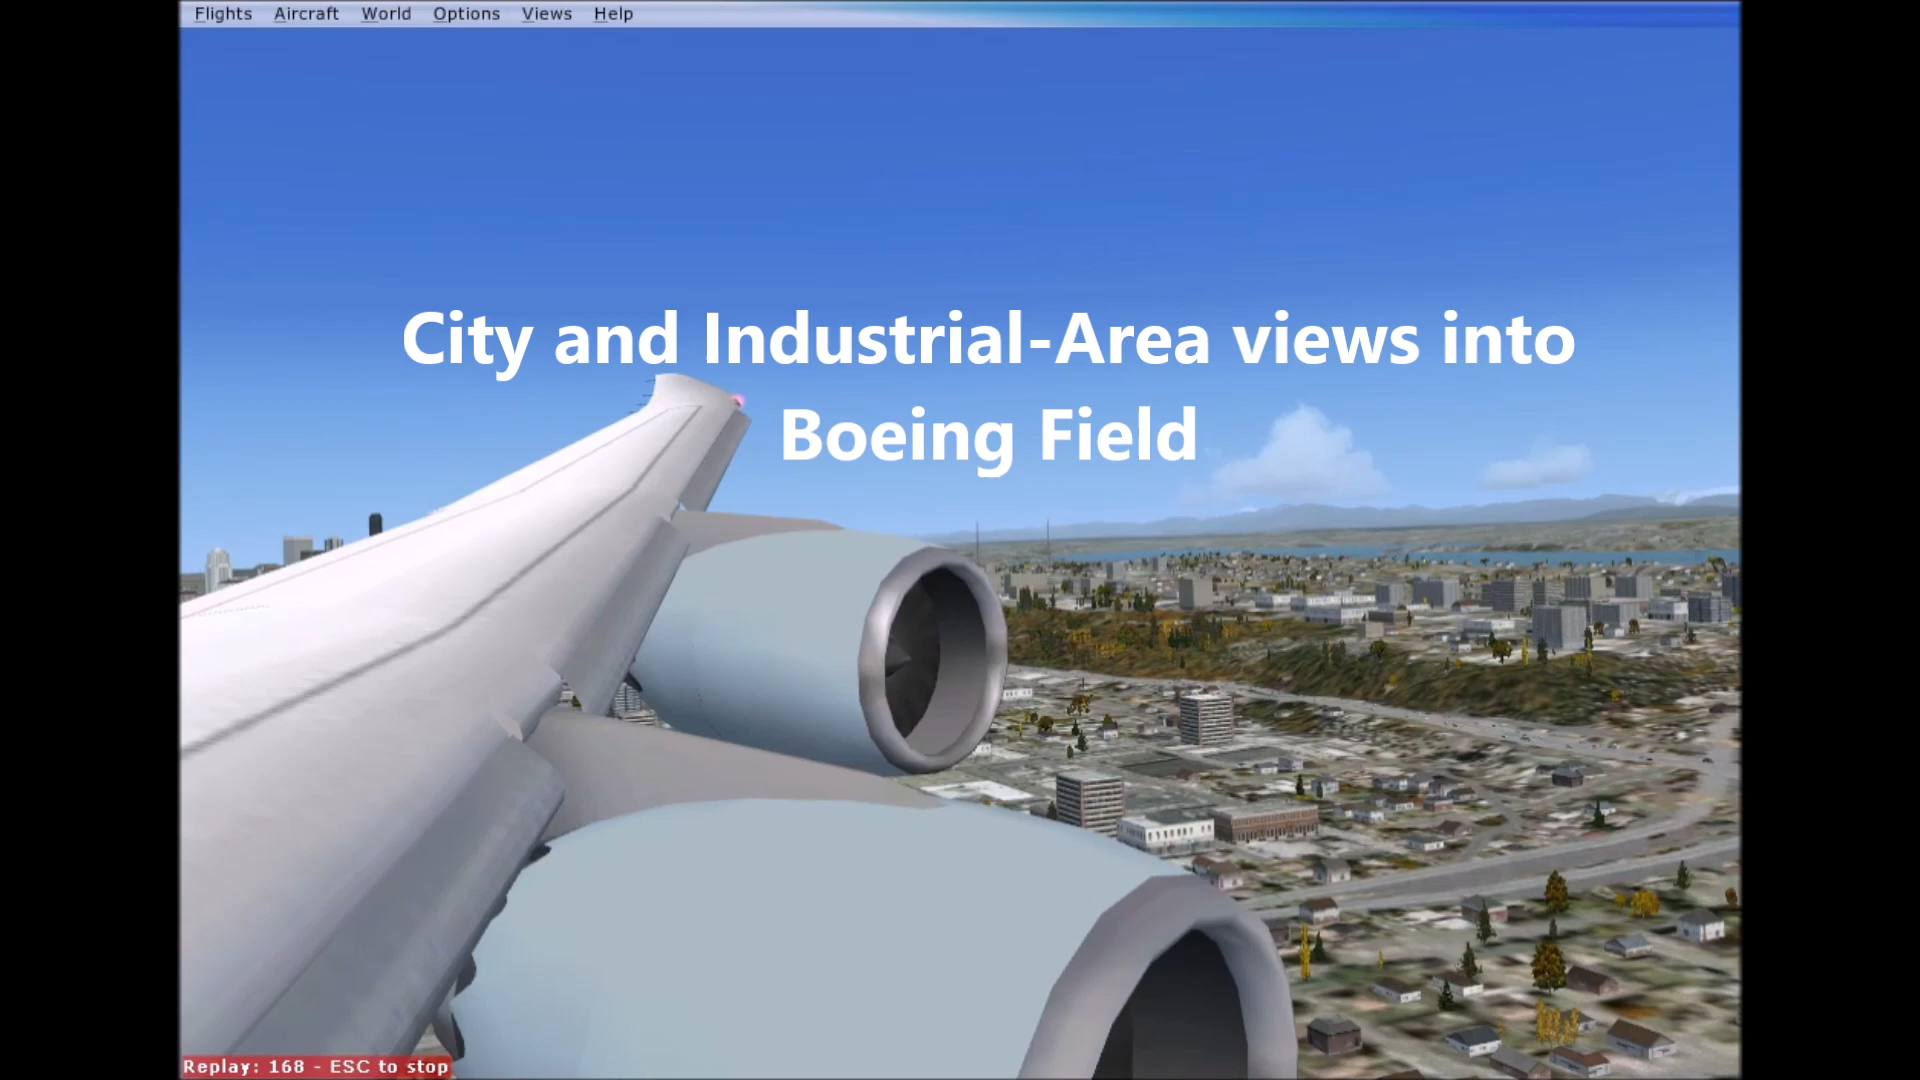 Flights Aircraft World Options Views Help
City and Industrial-Area views into
Boeing Field
Replay: 168 - ESC to stop